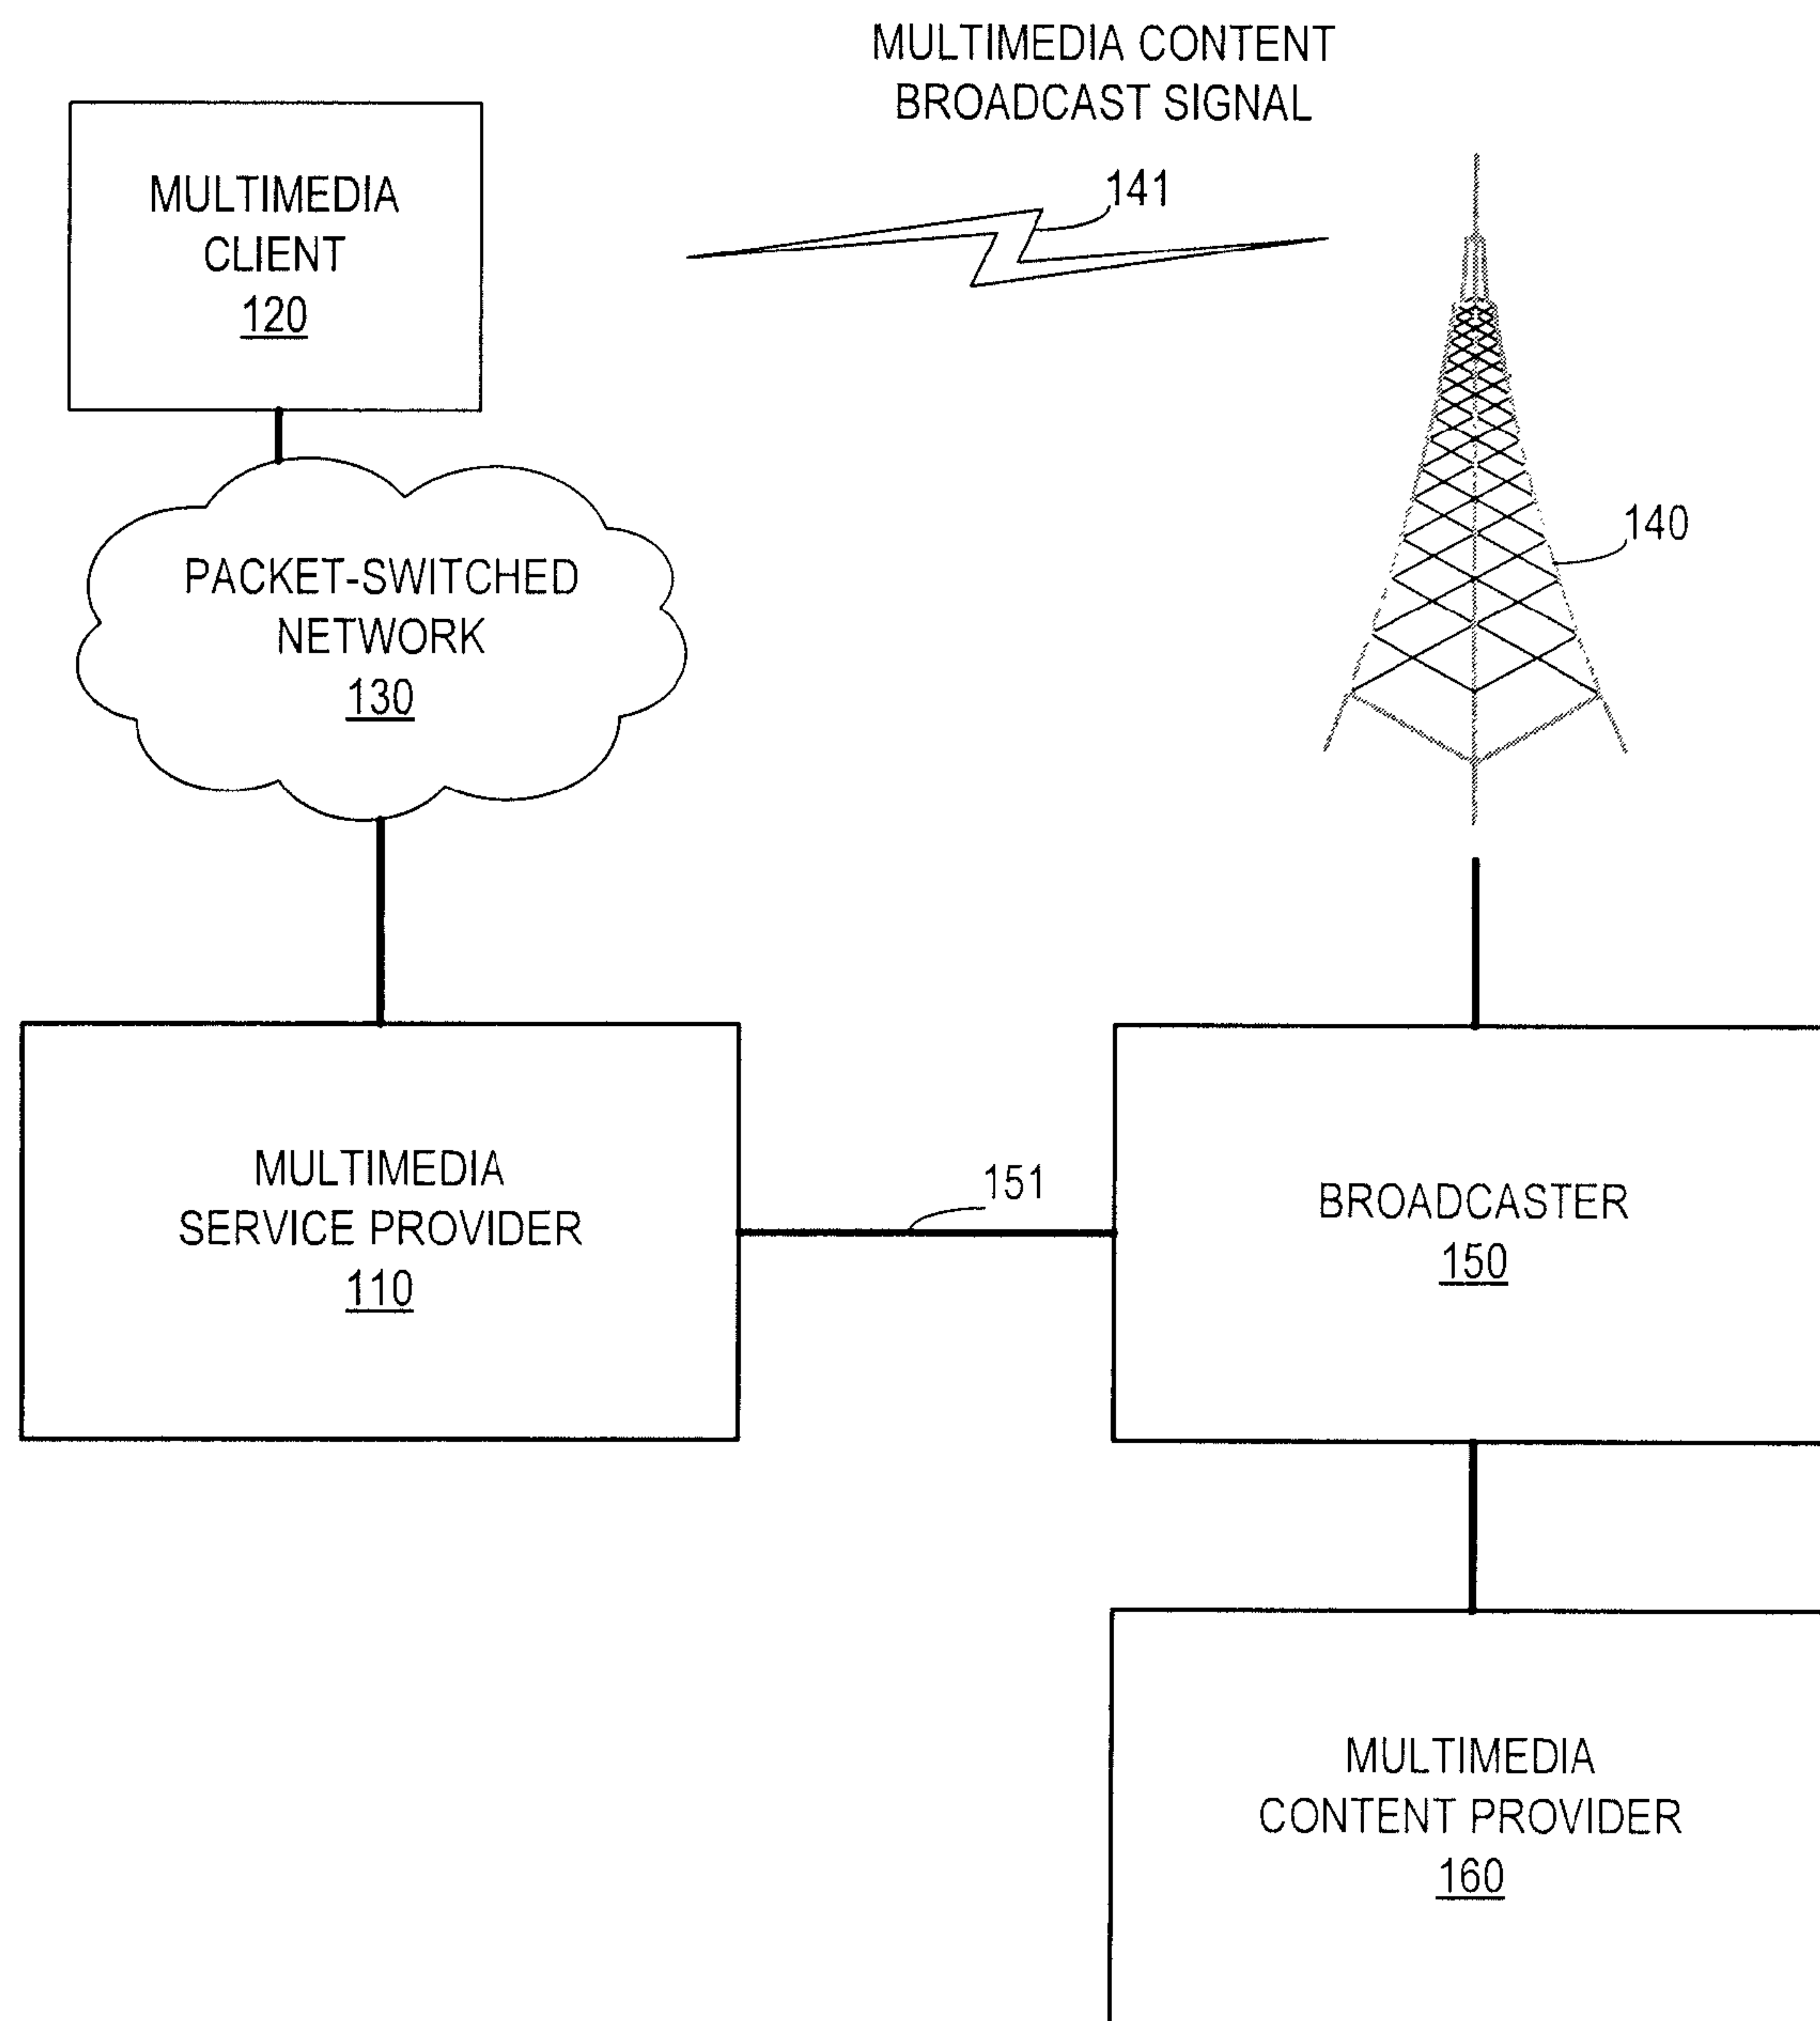 MULTIMEDIA CONTENT
BROADCAST SIGNAL
141
MULTIMEDIA
CLIENT
120
140
PACKET-SWITCHED
NETWORK
130
MULTIMEDIA
SERVICE PROVIDER
110
151
BROADCASTER
150
MULTIMEDIA
CONTENT PROVIDER
160